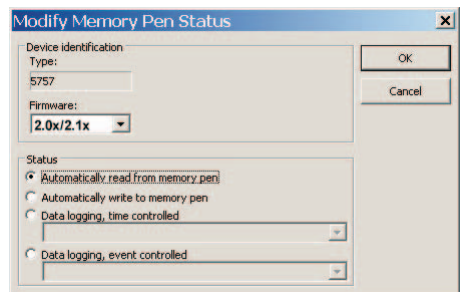 Modify Memory Pen Status
Device identification
Type:
5757
Firmware:
2.0x/2.1x
OK
Cancel
Status
Automatically read from memory pen
Automatically write to memory pen
Data logging, time controlled
Data logging, event controlled